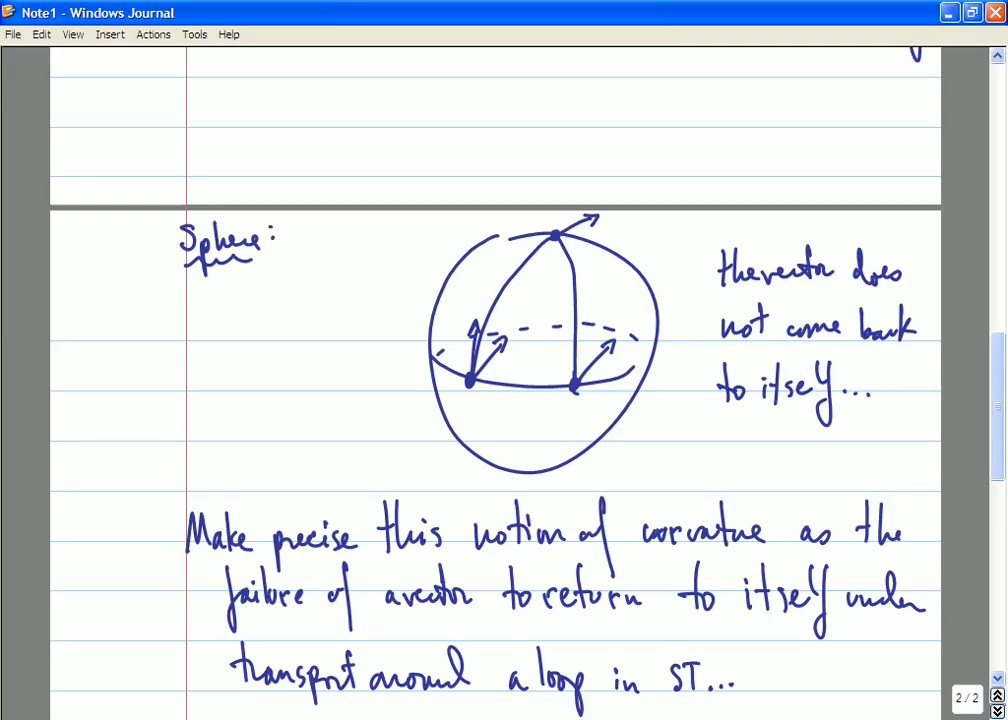 Note1 - Windows Journal
File Edit View Insert Actions Tools Help
Sphere:
the vector does
not come back
to itself...
Make precise this notion of curvature as the
failure of a vector to return to itself under
transport around a loop in ST...
2 / 2